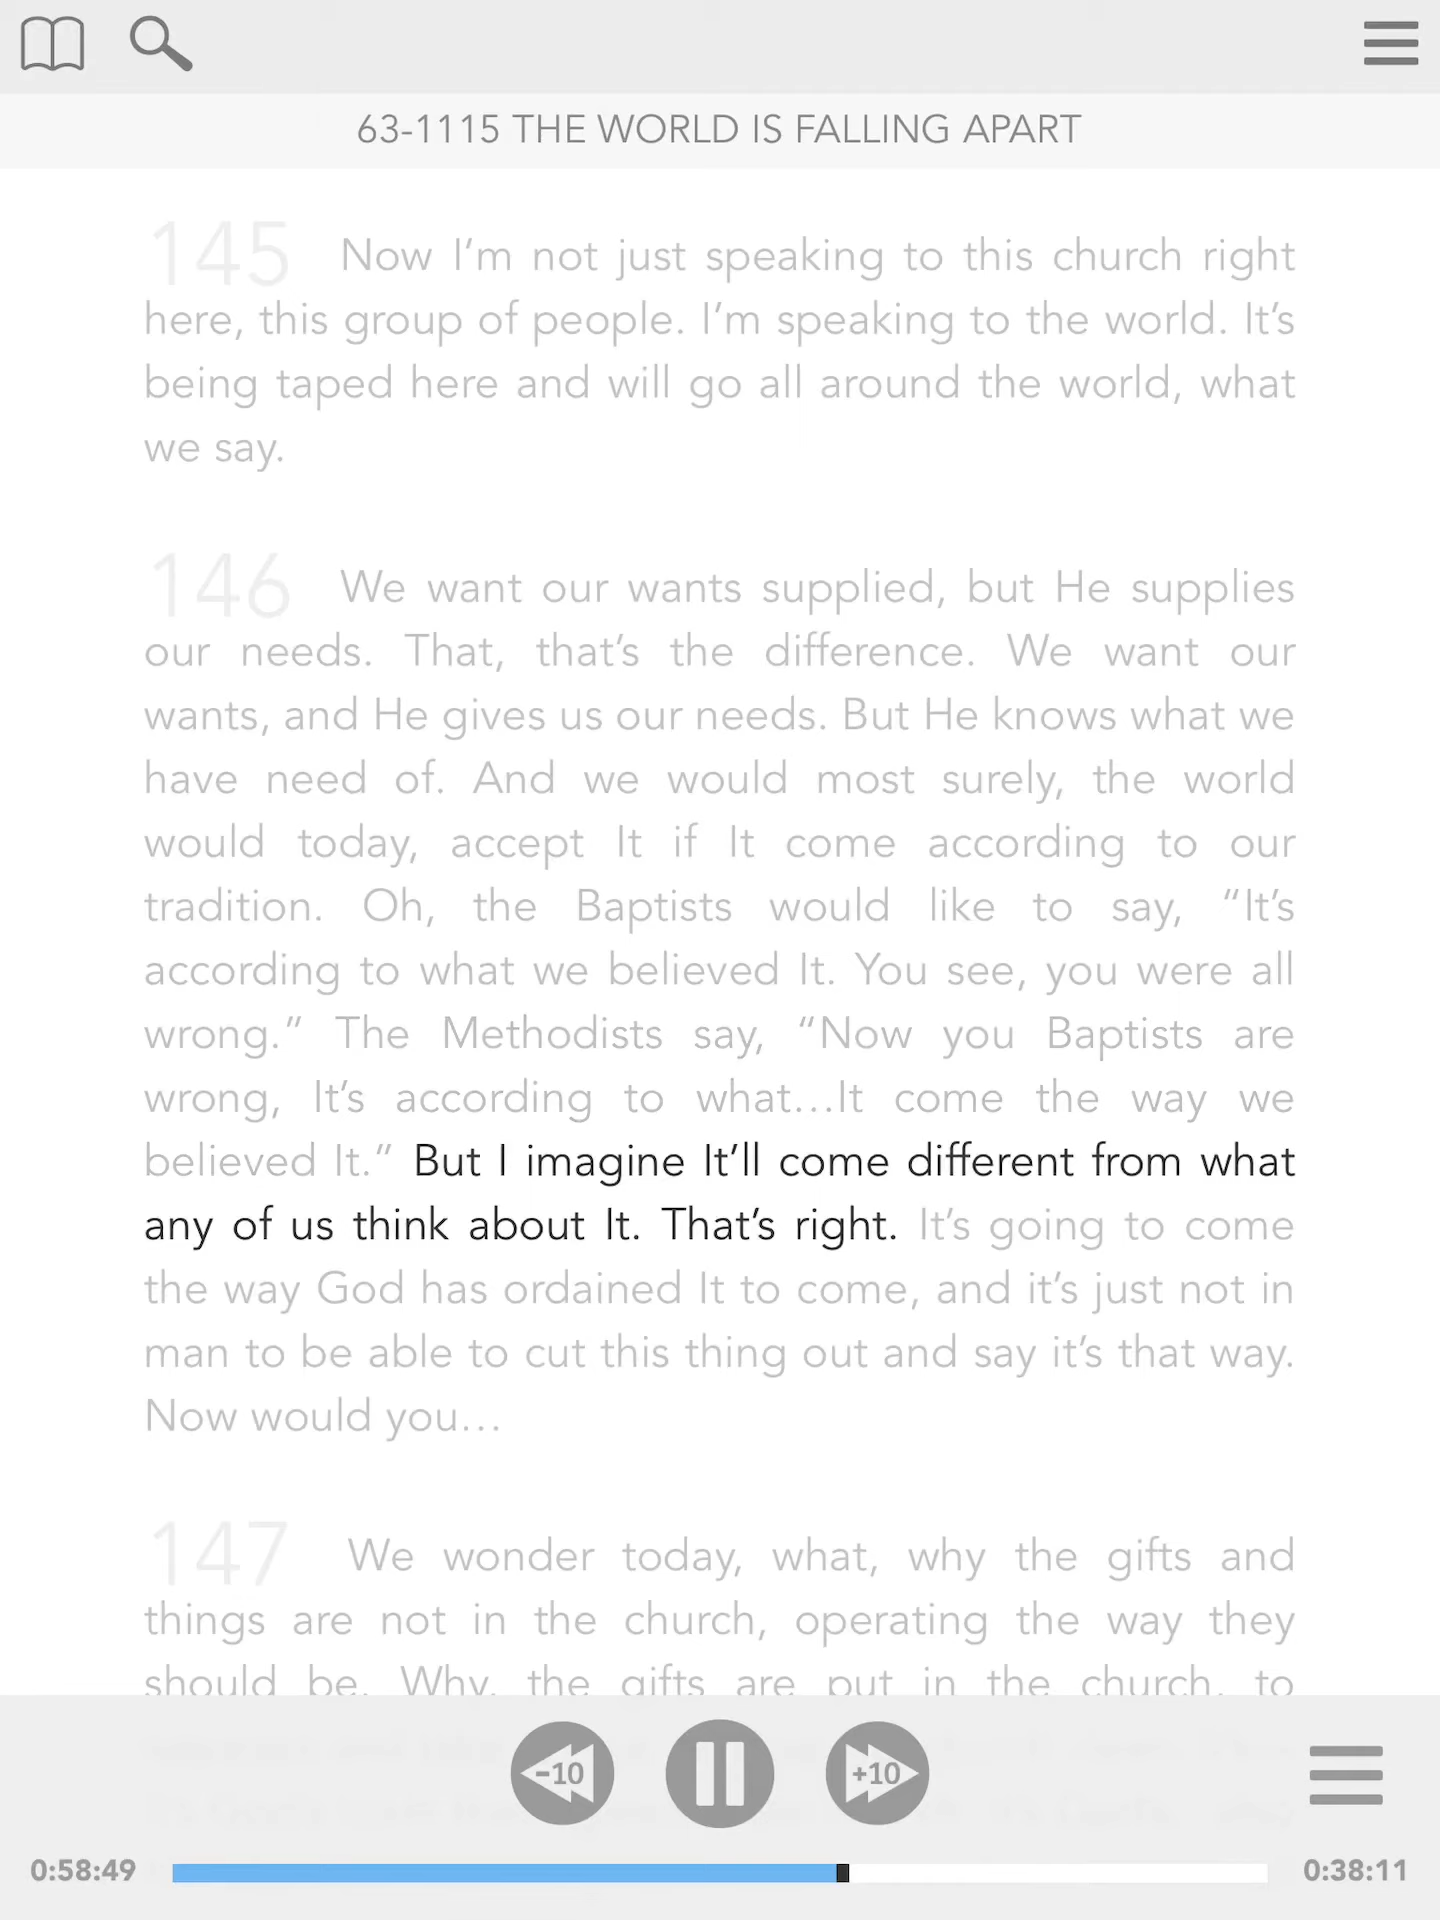 63-1115 THE WORLD IS FALLING APART
145 Now I’m not just speaking to this church right
here, this group of people. I’m speaking to the world. It’s
being taped here and will go all around the world, what
we say.
146 We want our wants supplied, but He supplies
our needs. That, that’s the difference. We want our
wants, and He gives us our needs. But He knows what we
have need of. And we would most surely, the world
would today, accept It if It come according to our
tradition. Oh, the Baptists would like to say, “It’s
according to what we believed It. You see, you were all
wrong.” The Methodists say, “Now you Baptists are
wrong, It’s according to what…It come the way we
believed It.” But I imagine It’ll come different from what
any of us think about It. That’s right. It’s going to come
the way God has ordained It to come, and it’s just not in
man to be able to cut this thing out and say it’s that way.
Now would you…
147 We wonder today, what, why the gifts and
things are not in the church, operating the way they
should be. Why, the gifts are put in the church, to
-10 +10
0:58:49 0:38:11